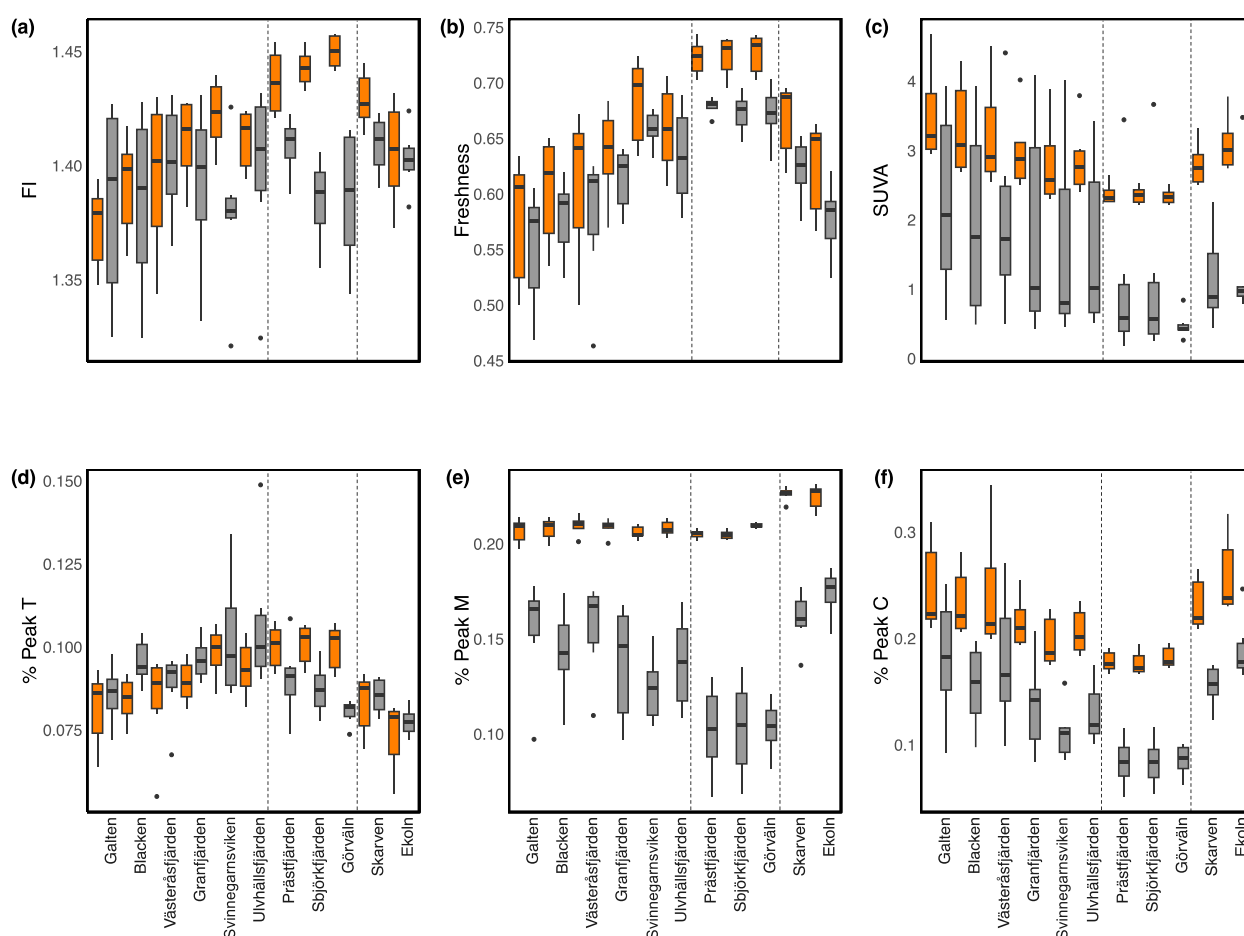 (a)
FI
1.45
1.40
1.35
(b)
Freshness
0.75
0.70
0.65
0.60
0.55
0.50
0.45
(c)
SUVA
4
3
2
1
0
(d)
% Peak T
0.150
0.125
0.100
0.075
Galten
Blacken
Västeråsfjärden
Granfjärden
Svinnegarnsviken
Ulvhällsfjärden
Prästfjärden
Sbjörkfjärden
Görväln
Skarven
Ekoln
(e)
% Peak M
0.20
0.15
0.10
Galten
Blacken
Västeråsfjärden
Granfjärden
Svinnegarnsviken
Ulvhällsfjärden
Prästfjärden
Sbjörkfjärden
Görväln
Skarven
Ekoln
(f)
% Peak C
0.3
0.2
0.1
Galten
Blacken
Västeråsfjärden
Granfjärden
Svinnegarnsviken
Ulvhällsfjärden
Prästfjärden
Sbjörkfjärden
Görväln
Skarven
Ekoln